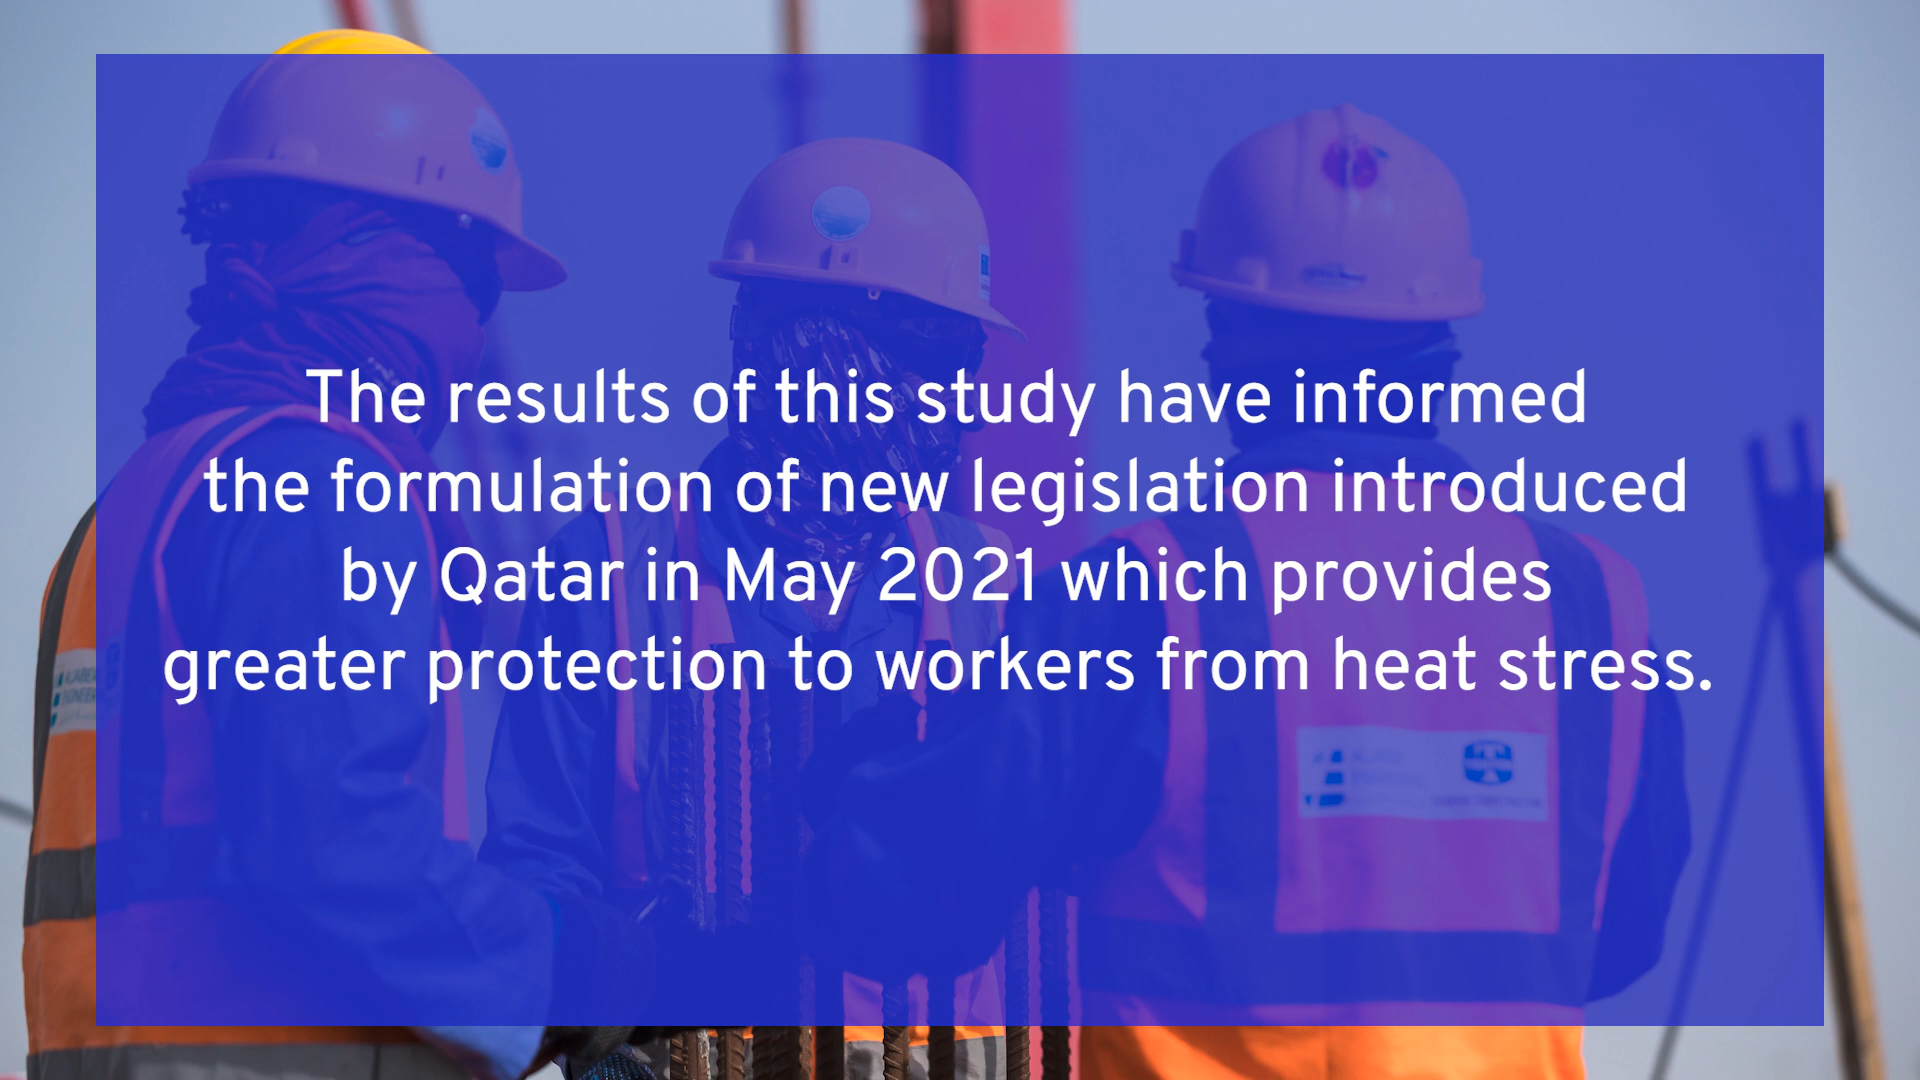 The results of this study have informed
the formulation of new legislation introduced
by Qatar in May 2021 which provides
greater protection to workers from heat stress.